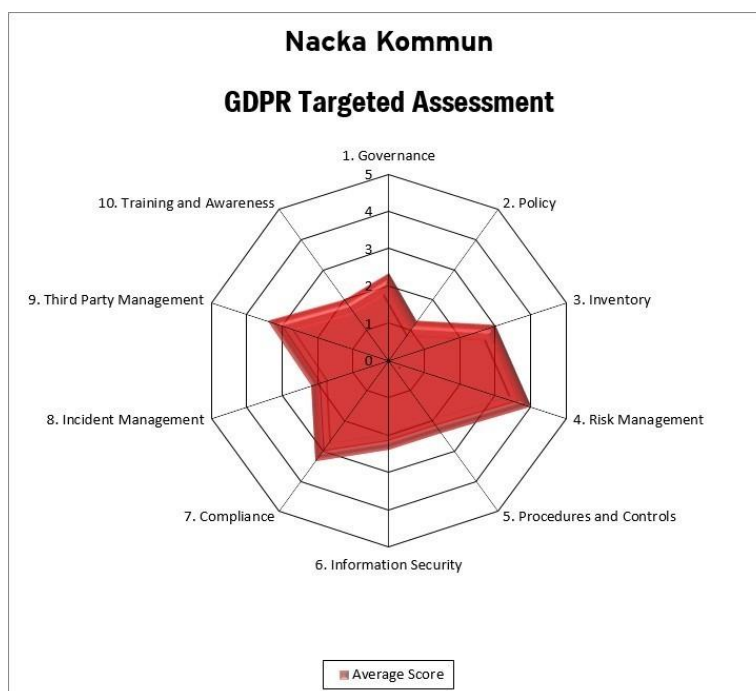 Nacka Kommun
GDPR Targeted Assessment
1. Governance
5
10. Training and Awareness
2. Policy
4
3
9. Third Party Management
3. Inventory
2
1
0
8. Incident Management
4. Risk Management
7. Compliance
5. Procedures and Controls
6. Information Security
Average Score